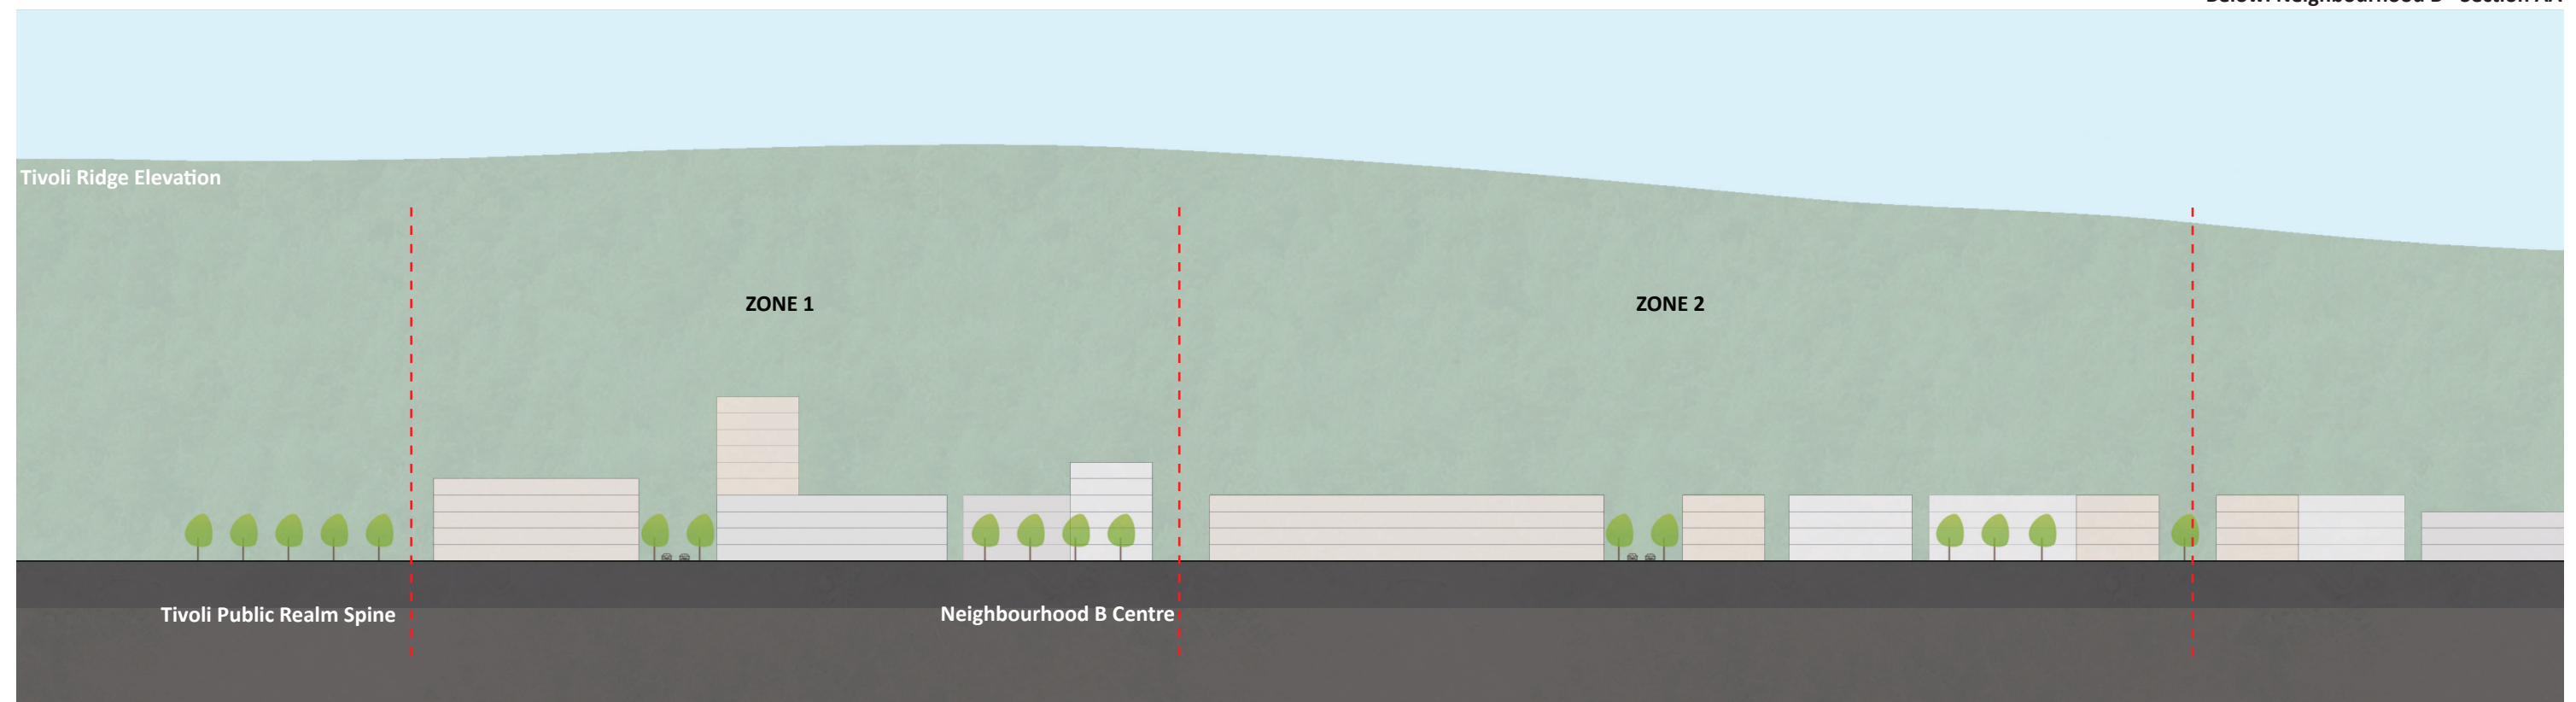 Tivoli Ridge Elevation
ZONE 1
ZONE 2
Tivoli Public Realm Spine
Neighbourhood B Centre